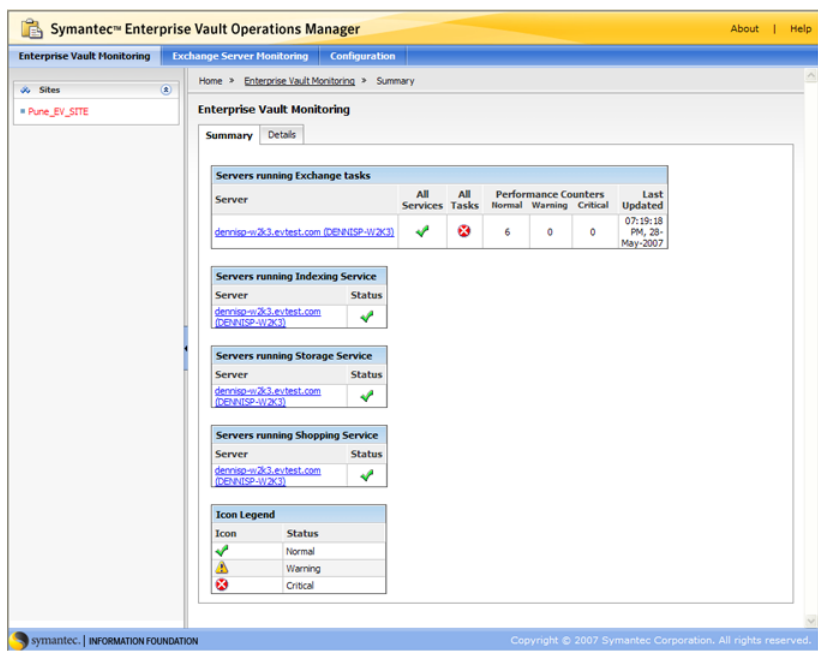 Symantec™ Enterprise Vault Operations Manager
About | Help
Enterprise Vault Monitoring Exchange Server Monitoring Configuration
Sites
Pune_EV_SITE
Home > Enterprise Vault Monitoring > Summary
Enterprise Vault Monitoring
Summary Details
Servers running Exchange tasks
Server All Services All Tasks Performance Counters Normal Warning Critical Last Updated
dennisp-w2k3.evtest.com (DENNISP-W2K3) 6 0 0 07:19:18 PM, 28-May-2007
Servers running Indexing Service
Server Status
dennisp-w2k3.evtest.com
(DENNISP-W2K3)
Servers running Storage Service
Server Status
dennisp-w2k3.evtest.com
(DENNISP-W2K3)
Servers running Shopping Service
Server Status
dennisp-w2k3.evtest.com
(DENNISP-W2K3)
Icon Legend
Icon Status
Normal
Warning
Critical
symantec. | INFORMATION FOUNDATION
Copyright © 2007 Symantec Corporation. All rights reserved.